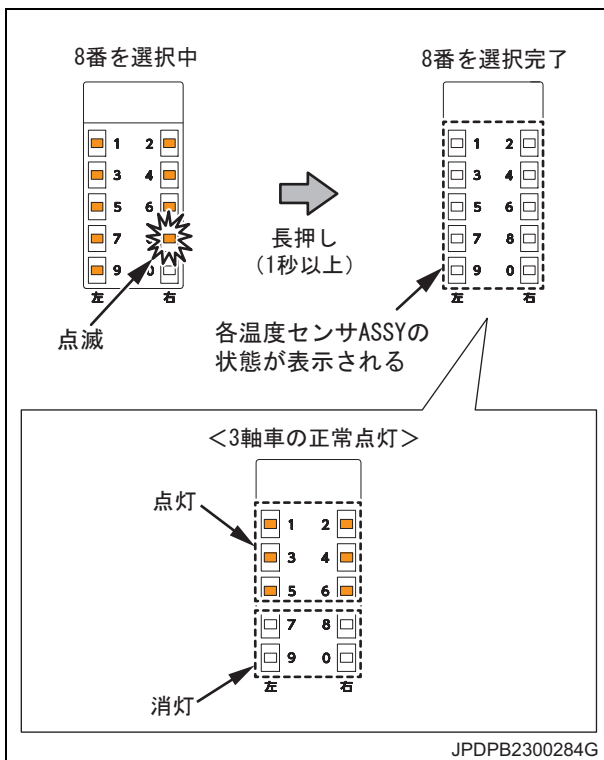 8番を選択中
8番を選択完了
1 2
3 4
5 6
7
9 0
左 右
点滅
長押し
(1秒以上)
1 2
3 4
5 6
7 8
9 0
左 右
各温度センサASSYの
状態が表示される
<3軸車の正常点灯>
点灯
1 2
3 4
5 6
7 8
9 0
左 右
消灯
JPDPB2300284G